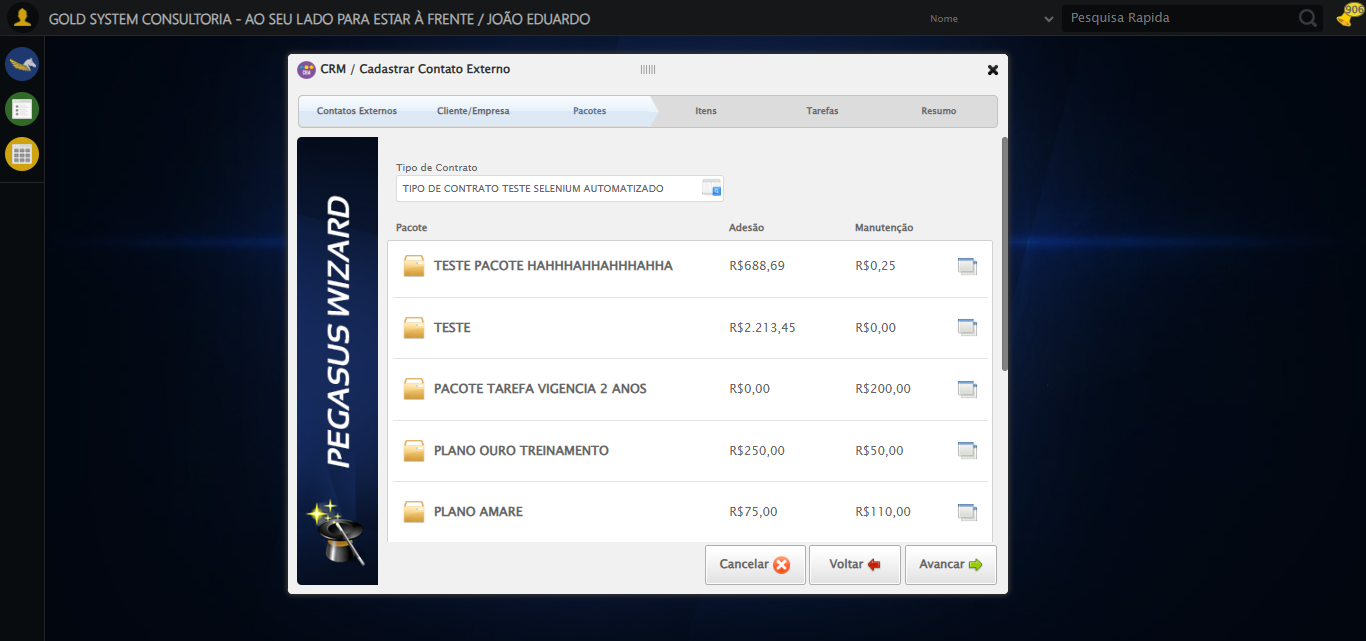 GOLD SYSTEM CONSULTORIA - AO SEU LADO PARA ESTAR À FRENTE / JOÃO EDUARDO
Nome
Pesquisa Rapida
906
CRM / Cadastrar Contato Externo
Contatos Externos Cliente/Empresa Pacotes Itens Tarefas Resumo
PEGASUS WIZARD
Tipo de Contrato
TIPO DE CONTRATO TESTE SELENIUM AUTOMATIZADO
Pacote Adesão Manutenção
TESTE PACOTE HAHHHAHHAHHHAHHA R$688,69 R$0,25
TESTE R$2.213,45 R$0,00
PACOTE TAREFA VIGENCIA 2 ANOS R$0,00 R$200,00
PLANO OURO TREINAMENTO R$250,00 R$50,00
PLANO AMARE R$75,00 R$110,00
Cancelar Voltar Avancar